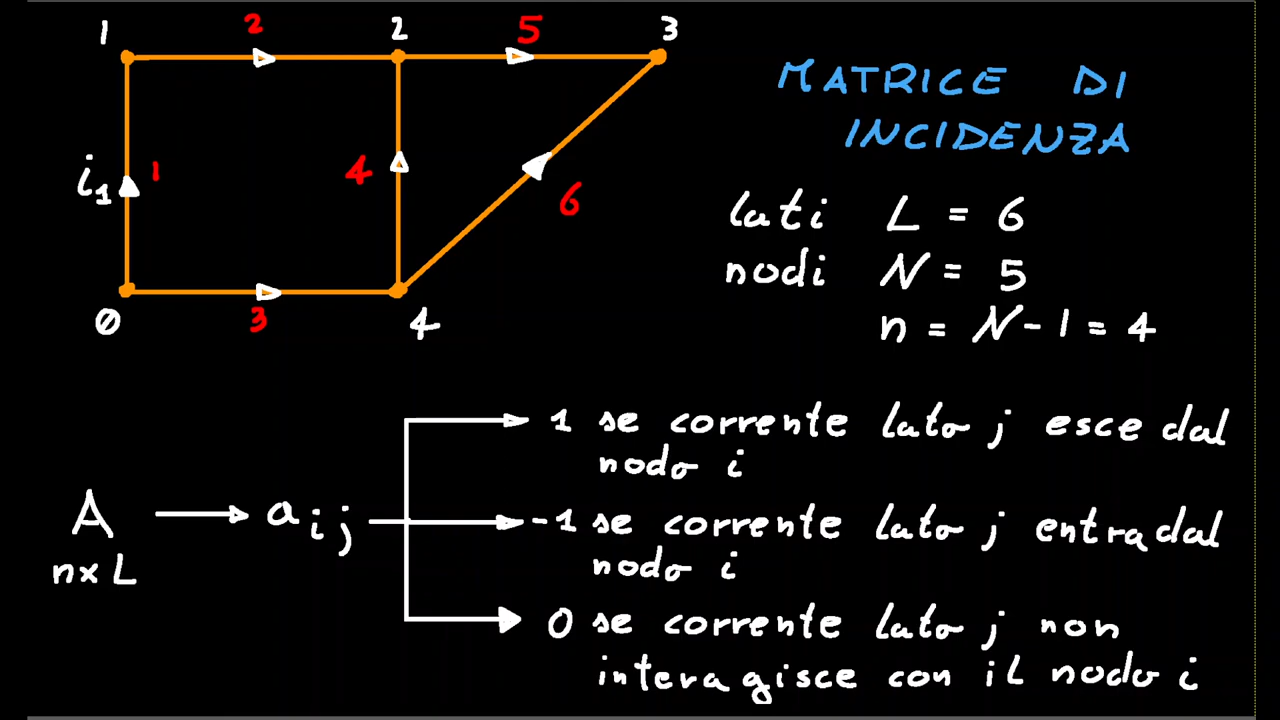 1 2 2 5 3
i1 1 4 6
0 3 4
MATRICE DI
INCIDENZA
lati L = 6
nodi N = 5
n = N-1 = 4
1 se corrente lato j esce dal
nodo i
A aij -1 se corrente lato j entra dal
n x L nodo i
0 se corrente lato j non
interagisce con il nodo i